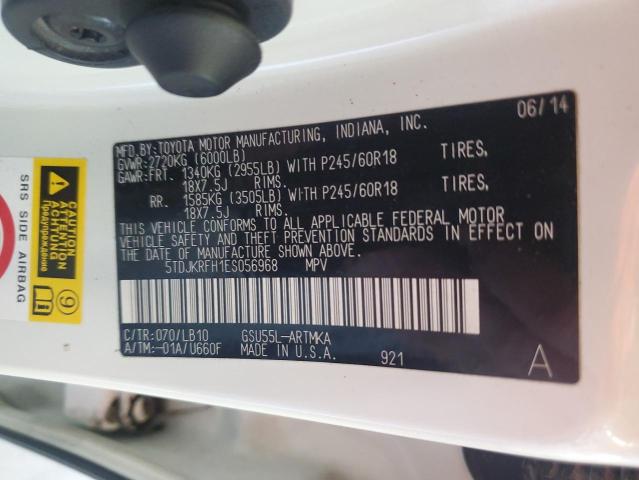 06/14
MFD.BY:TOYOTA MOTOR MANUFACTURING, INDIANA, INC.
GVWR:2720KG (6000LB)
GAWR:FRT. 1340KG (2955LB) WITH P245/60R18 TIRES,
18X7.5J RIMS.
RR. 1585KG (3505LB) WITH P245/60R18 TIRES,
18X7.5J RIMS.
THIS VEHICLE CONFORMS TO ALL APPLICABLE FEDERAL MOTOR
VEHICLE SAFETY AND THEFT PREVENTION STANDARDS IN EFFECT ON
THE DATE OF MANUFACTURE SHOWN ABOVE.
5TDJKRFH1ES056968 MPV
C/TR:070/LB10 GSU55L-ARTMKA
A/TM:-01A/U660F MADE IN U.S.A. 921 A
SRS SIDE AIRBAG
CAUTION
ACHTUNG
Предупреждение
9